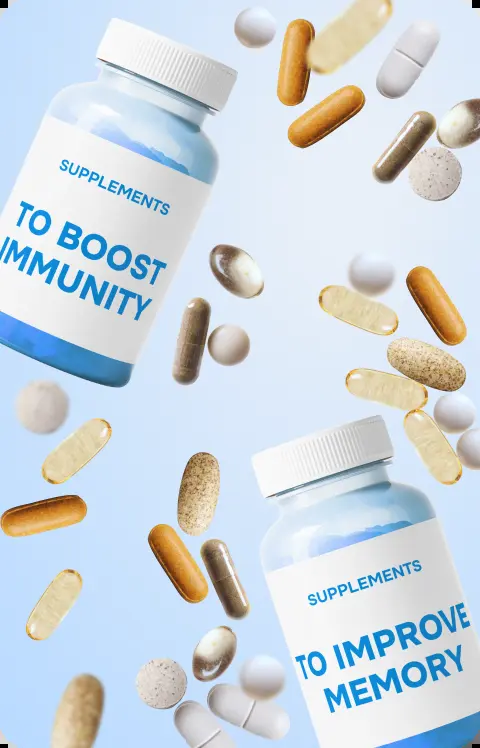 SUPPLEMENTS
TO BOOST
IMMUNITY
SUPPLEMENTS
TO IMPROVE
MEMORY